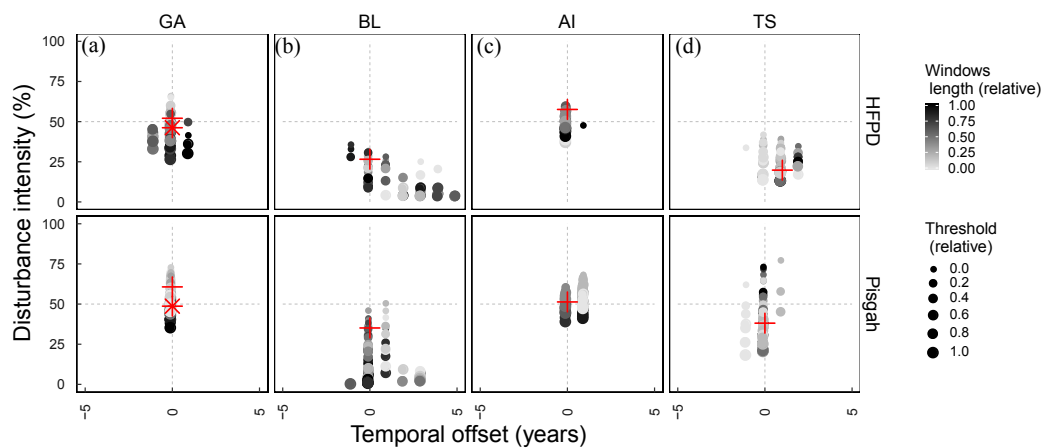 GA BL AI TS
(a) (b) (c) (d)
100
75
50
25
0
HFPD
100
75
50
25
0
Pisgah
Disturbance intensity (%)
−5 0 5 −5 0 5 −5 0 5 −5 0 5
Temporal offset (years)
Windows
length (relative)
1.00
0.75
0.50
0.25
0.00
Threshold
(relative)
0.0
0.2
0.4
0.6
0.8
1.0